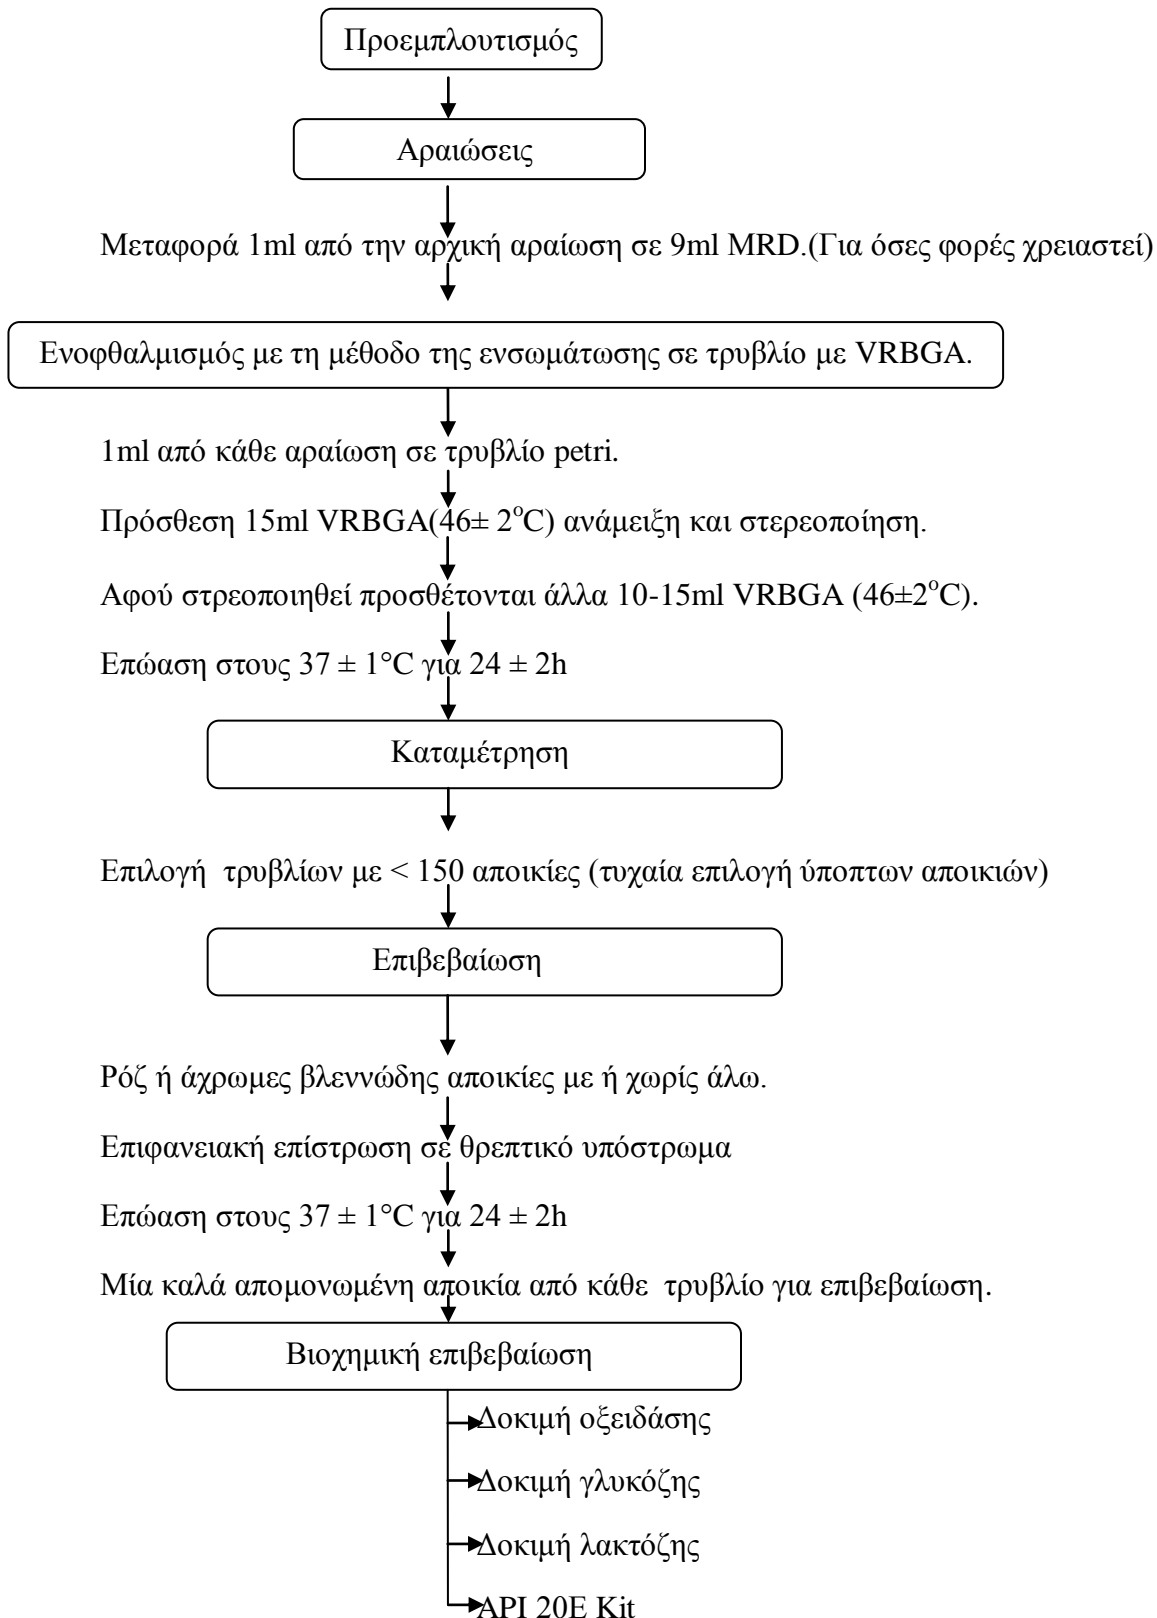 Προεμπλουτισμός
Αραιώσεις
Μεταφορά 1ml από την αρχική αραίωση σε 9ml MRD.(Για όσες φορές χρειαστεί)
Ενοφθαλμισμός με τη μέθοδο της ενσωμάτωσης σε τρυβλίο με VRBGA.
1ml από κάθε αραίωση σε τρυβλίο petri.
Πρόσθεση 15ml VRBGA(46± 2°C) ανάμειξη και στερεοποίηση.
Αφού στρεοποιηθεί προσθέτονται άλλα 10-15ml VRBGA (46±2°C).
Επώαση στους 37 ± 1°C για 24 ± 2h
Καταμέτρηση
Επιλογή τρυβλίων με < 150 αποικίες (τυχαία επιλογή ύποπτων αποικιών)
Επιβεβαίωση
Ρόζ ή άχρωμες βλεννώδης αποικίες με ή χωρίς άλω.
Επιφανειακή επίστρωση σε θρεπτικό υπόστρωμα
Επώαση στους 37 ± 1°C για 24 ± 2h
Μία καλά απομονωμένη αποικία από κάθε τρυβλίο για επιβεβαίωση.
Βιοχημική επιβεβαίωση
Δοκιμή οξειδάσης
Δοκιμή γλυκόζης
Δοκιμή λακτόζης
API 20E Kit